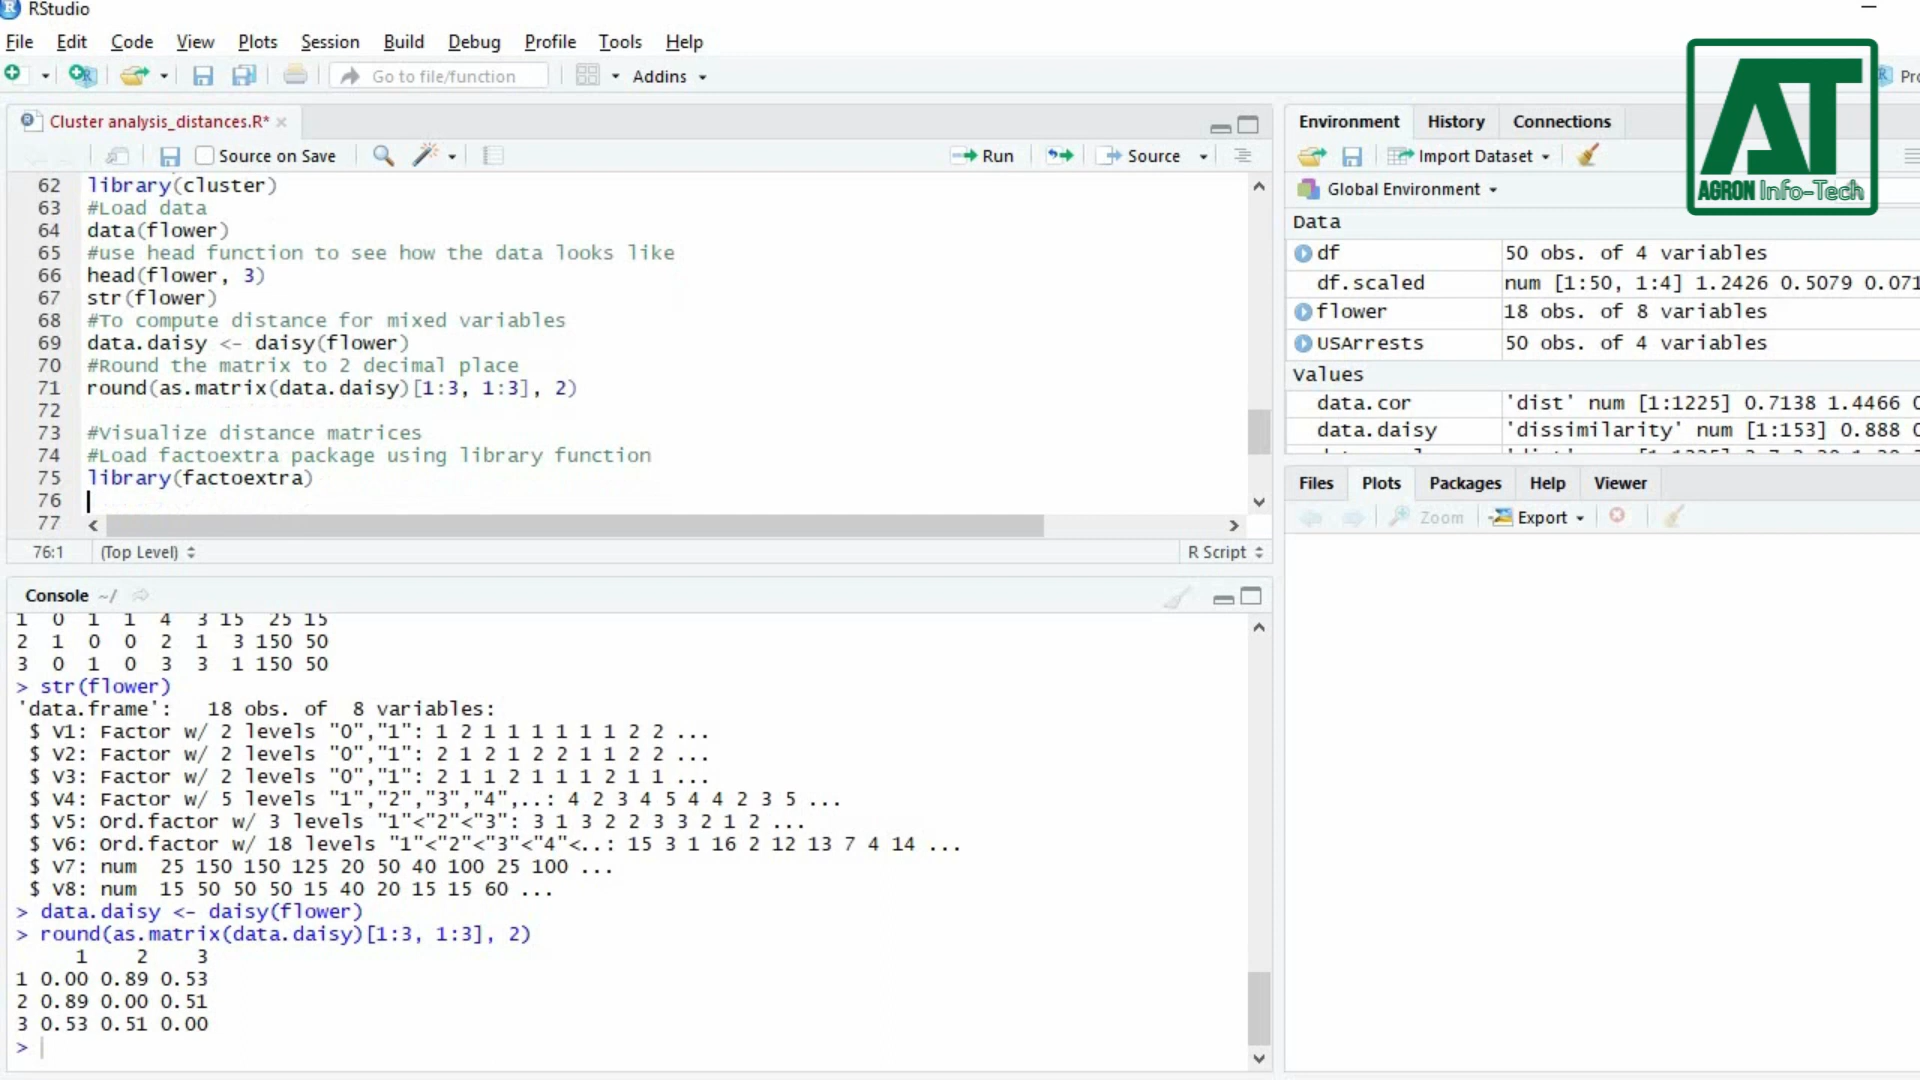 RStudio
File Edit Code View Plots Session Build Debug Profile Tools Help
Go to file/function Addins
AT
AGRON Info-Tech
Cluster analysis_distances.R*
Source on Save Run Source
62 library(cluster)
63 #Load data
64 data(flower)
65 #use head function to see how the data looks like
66 head(flower, 3)
67 str(flower)
68 #To compute distance for mixed variables
69 data.daisy <- daisy(flower)
70 #Round the matrix to 2 decimal place
71 round(as.matrix(data.daisy)[1:3, 1:3], 2)
72
73 #Visualize distance matrices
74 #Load factoextra package using library function
75 library(factoextra)
76
77
76:1 (Top Level) R Script
Console ~/
1 0 1 1 4 3 15 25 15
2 1 0 0 2 1 3 150 50
3 0 1 0 3 3 1 150 50
> str(flower)
'data.frame': 18 obs. of 8 variables:
$ V1: Factor w/ 2 levels "0","1": 1 2 1 1 1 1 1 1 2 2 ...
$ V2: Factor w/ 2 levels "0","1": 2 1 2 1 2 2 1 1 2 2 ...
$ V3: Factor w/ 2 levels "0","1": 2 1 1 2 1 1 1 2 1 1 ...
$ V4: Factor w/ 5 levels "1","2","3","4",..: 4 2 3 4 5 4 4 2 3 5 ...
$ V5: Ord.factor w/ 3 levels "1"<"2"<"3": 3 1 3 2 2 3 3 2 1 2 ...
$ V6: Ord.factor w/ 18 levels "1"<"2"<"3"<"4"<..: 15 3 1 16 2 12 13 7 4 14 ...
$ V7: num 25 150 150 125 20 50 40 100 25 100 ...
$ V8: num 15 50 50 50 15 40 20 15 15 60 ...
> data.daisy <- daisy(flower)
> round(as.matrix(data.daisy)[1:3, 1:3], 2)
1 2 3
1 0.00 0.89 0.53
2 0.89 0.00 0.51
3 0.53 0.51 0.00
>
Environment History Connections
Import Dataset
Global Environment
Data
df 50 obs. of 4 variables
df.scaled num [1:50, 1:4] 1.2426 0.5079 0.071
flower 18 obs. of 8 variables
USArrests 50 obs. of 4 variables
Values
data.cor 'dist' num [1:1225] 0.7138 1.4466 0
data.daisy 'dissimilarity' num [1:153] 0.888 0
Files Plots Packages Help Viewer
Zoom Export